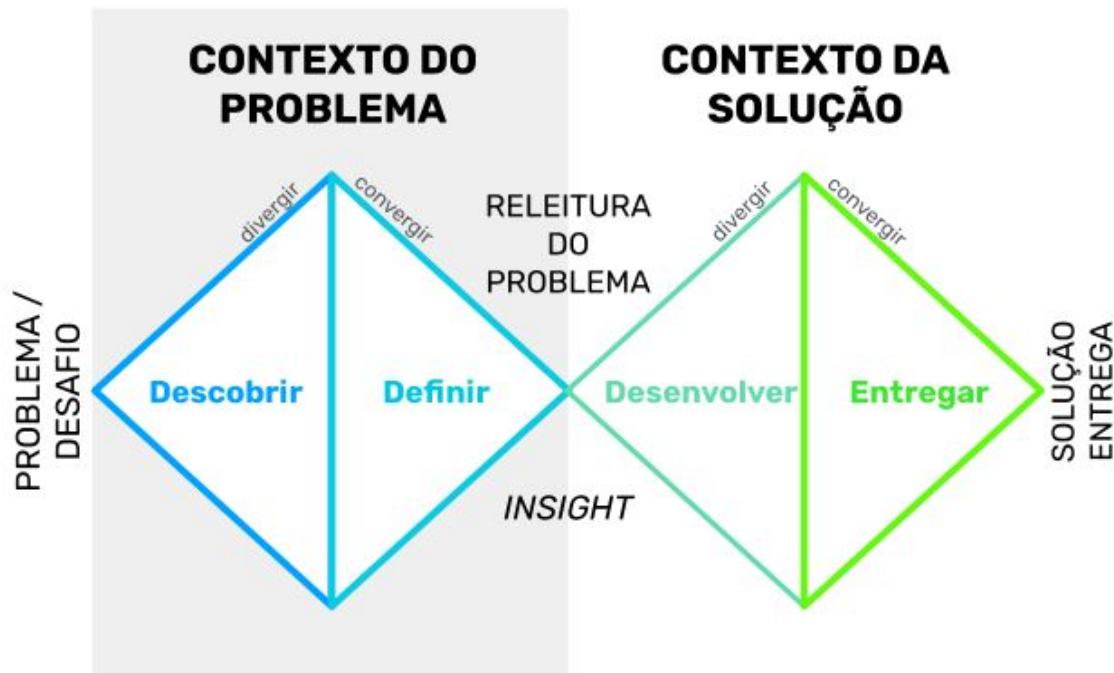 CONTEXTO DO
PROBLEMA
CONTEXTO DA
SOLUÇÃO
divergir
convergir
RELEITURA
DO
PROBLEMA
divergir
convergir
PROBLEMA /
DESAFIO
Descobrir
Definir
Desenvolver
Entregar
SOLUÇÃO
ENTREGA
INSIGHT